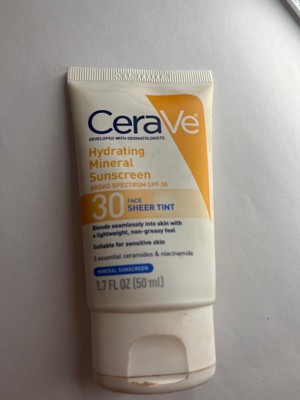 CeraVe
DEVELOPED WITH DERMATOLOGISTS
Hydrating
Mineral
Sunscreen
BROAD SPECTRUM SPF 30
30 FACE
SHEER TINT
Blends seamlessly into skin with
a lightweight, non-greasy feel
Suitable for sensitive skin
3 essential ceramides & niacinamide
MINERAL SUNSCREEN
1.7 FL OZ (50 ml)